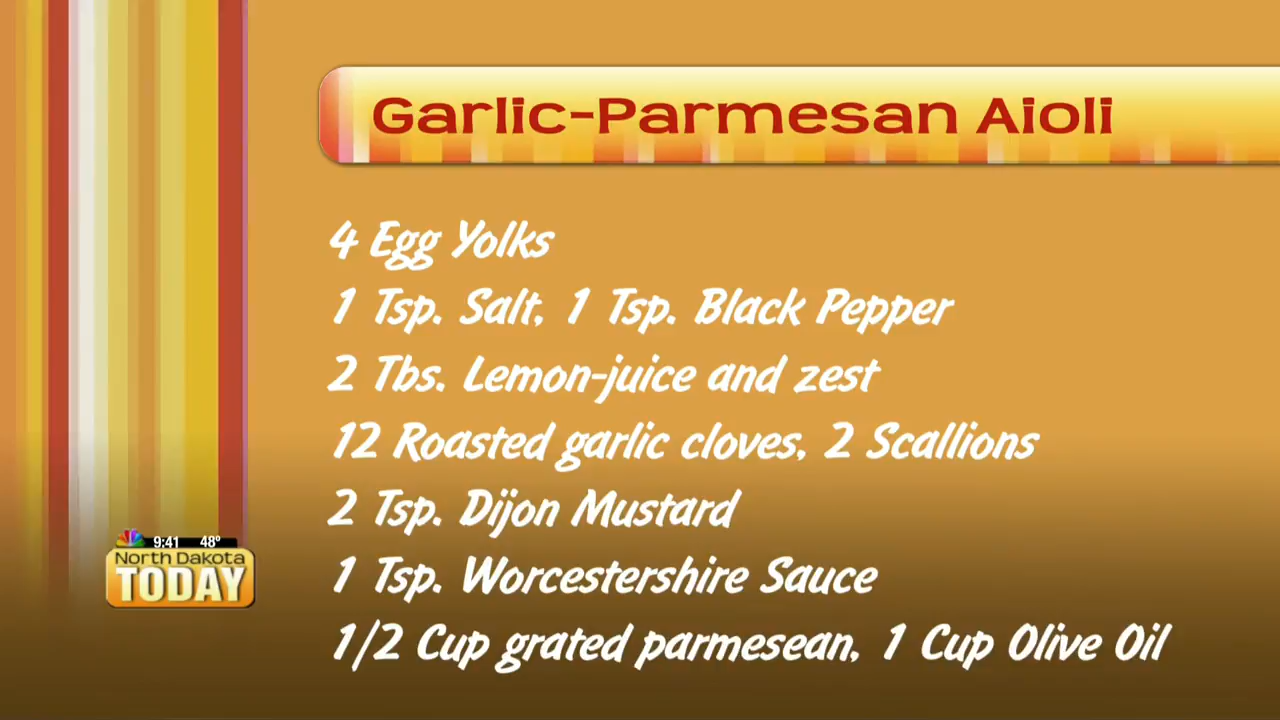 Garlic-Parmesan Aioli
4 Egg Yolks
1 Tsp. Salt, 1 Tsp. Black Pepper
2 Tbs. Lemon-juice and zest
12 Roasted garlic cloves, 2 Scallions
2 Tsp. Dijon Mustard
1 Tsp. Worcestershire Sauce
1/2 Cup grated parmesean, 1 Cup Olive Oil
9:41 48°
North Dakota
TODAY